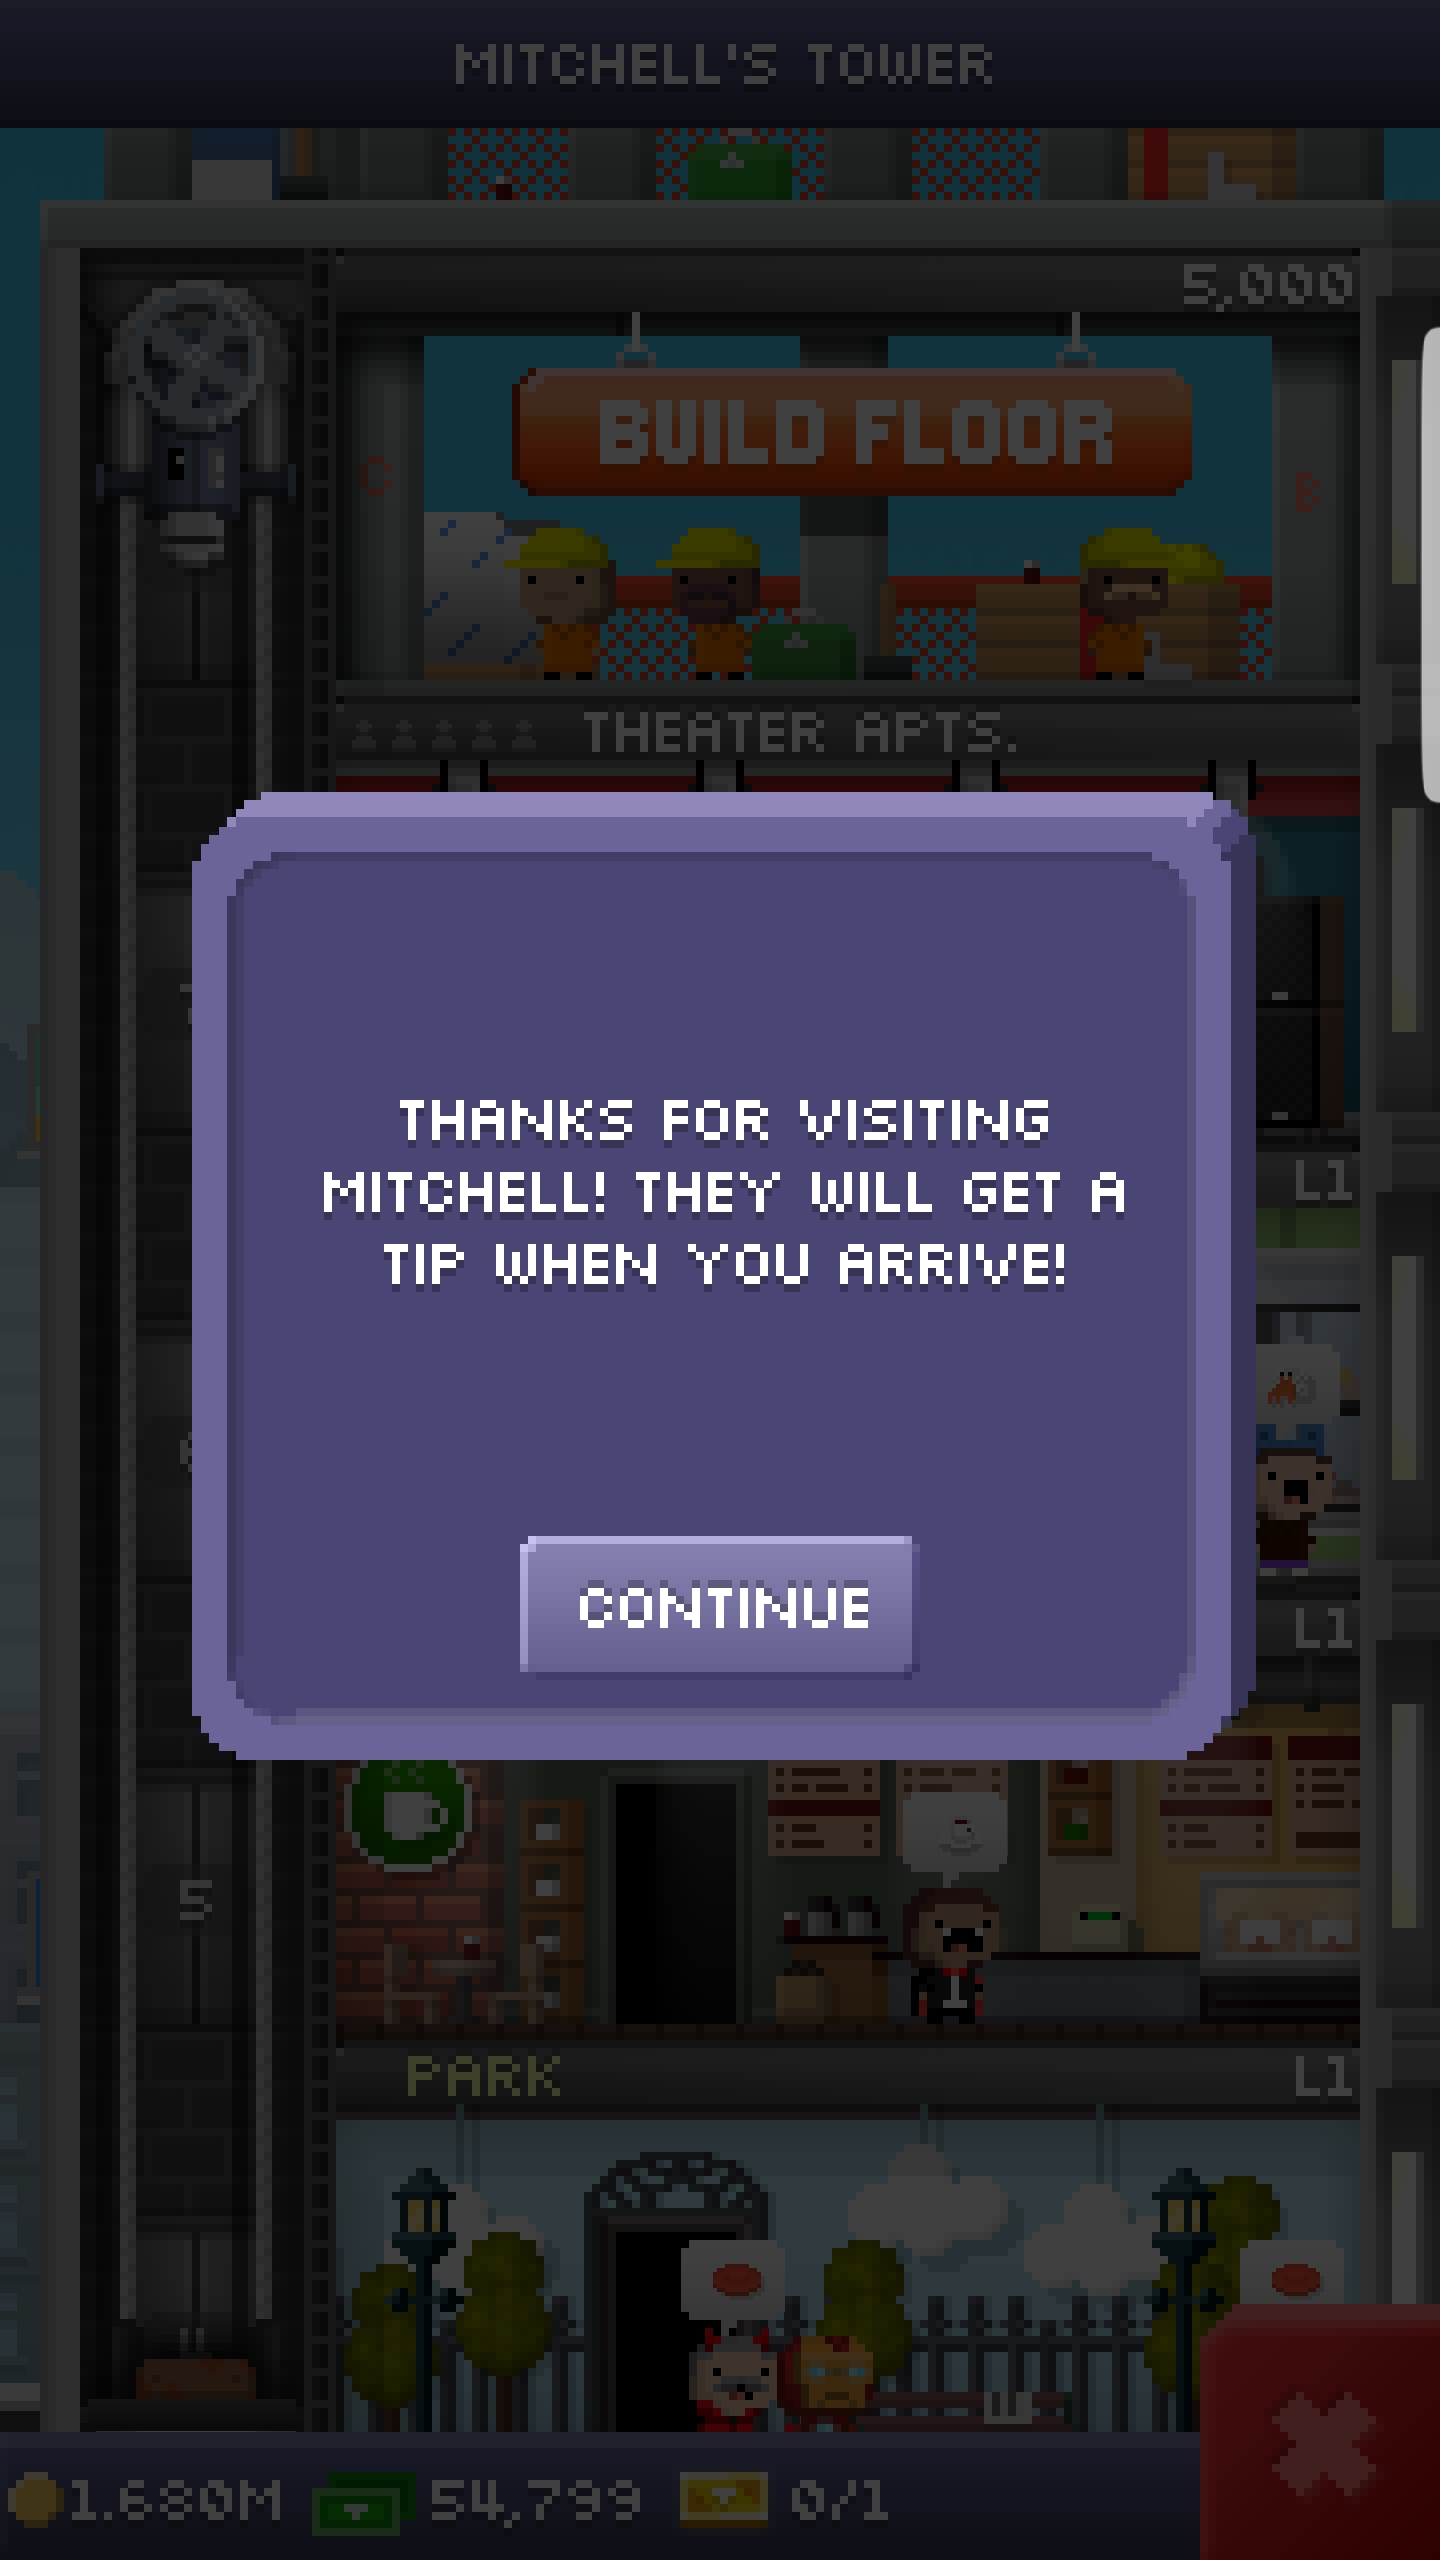 MITCHELL'S TOWER
5,000
BUILD FLOOR
C
B
THEATER APTS.
THANKS FOR VISITING
MITCHELL! THEY WILL GET A
TIP WHEN YOU ARRIVE!
L1
CONTINUE
L1
5
PARK
L1
1.680M
54,799
0/1